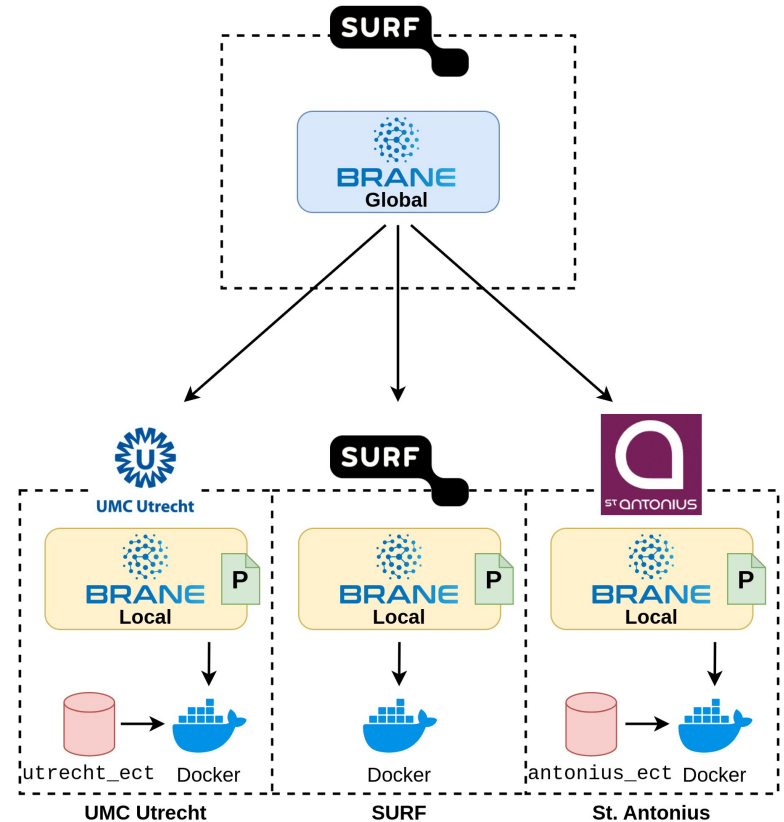 SURF
BRANE
Global
U
UMC Utrecht
SURF
ST antonius
BRANE
Local
P
BRANE
Local
P
BRANE
Local
P
utrecht_ect
Docker
Docker
antonius_ect
Docker
UMC Utrecht
SURF
St. Antonius